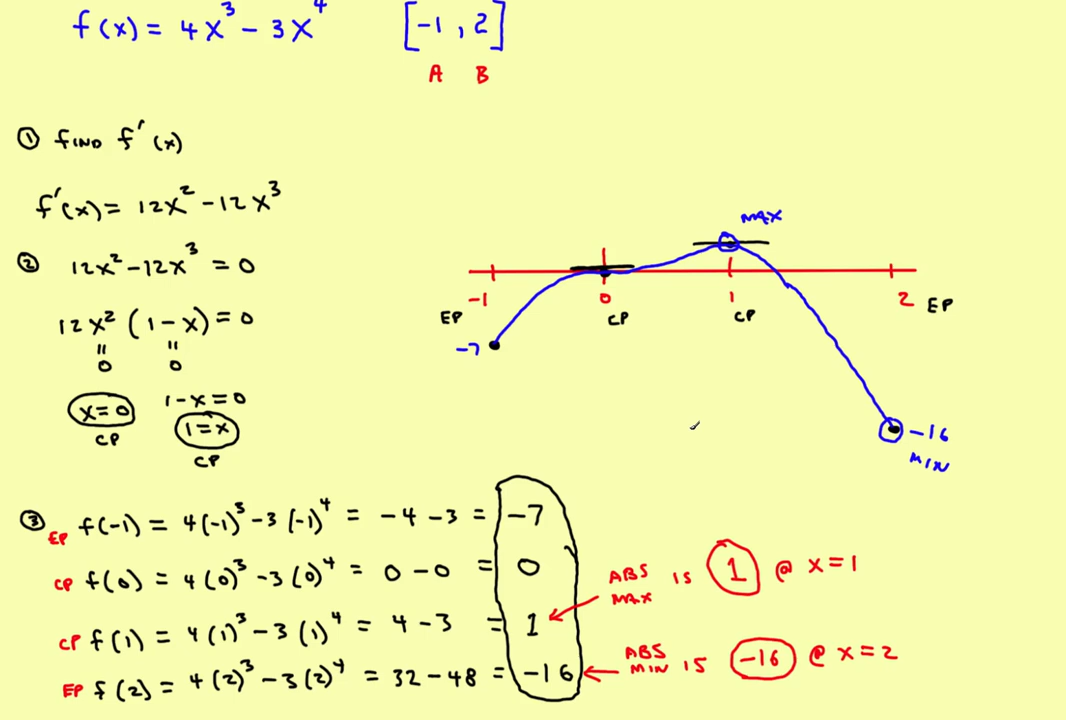 f(x) = 4x³ - 3x⁴ [-1, 2]
A B
① FIND f'(x)
f'(x) = 12x² - 12x³
② 12x² - 12x³ = 0
12x² (1 - x) = 0
" "
0 0
x=0 1-x=0
CP 1=x
CP
MAX
-1 0 1 2
EP CP CP EP
-7
-16
MIN
③ EP f(-1) = 4(-1)³ - 3(-1)⁴ = -4 - 3 = -7
CP f(0) = 4(0)³ - 3(0)⁴ = 0 - 0 = 0
CP f(1) = 4(1)³ - 3(1)⁴ = 4 - 3 = 1
EP f(2) = 4(2)³ - 3(2)⁴ = 32 - 48 = -16
ABS MAX IS 1 @ x=1
ABS MIN IS -16 @ x=2